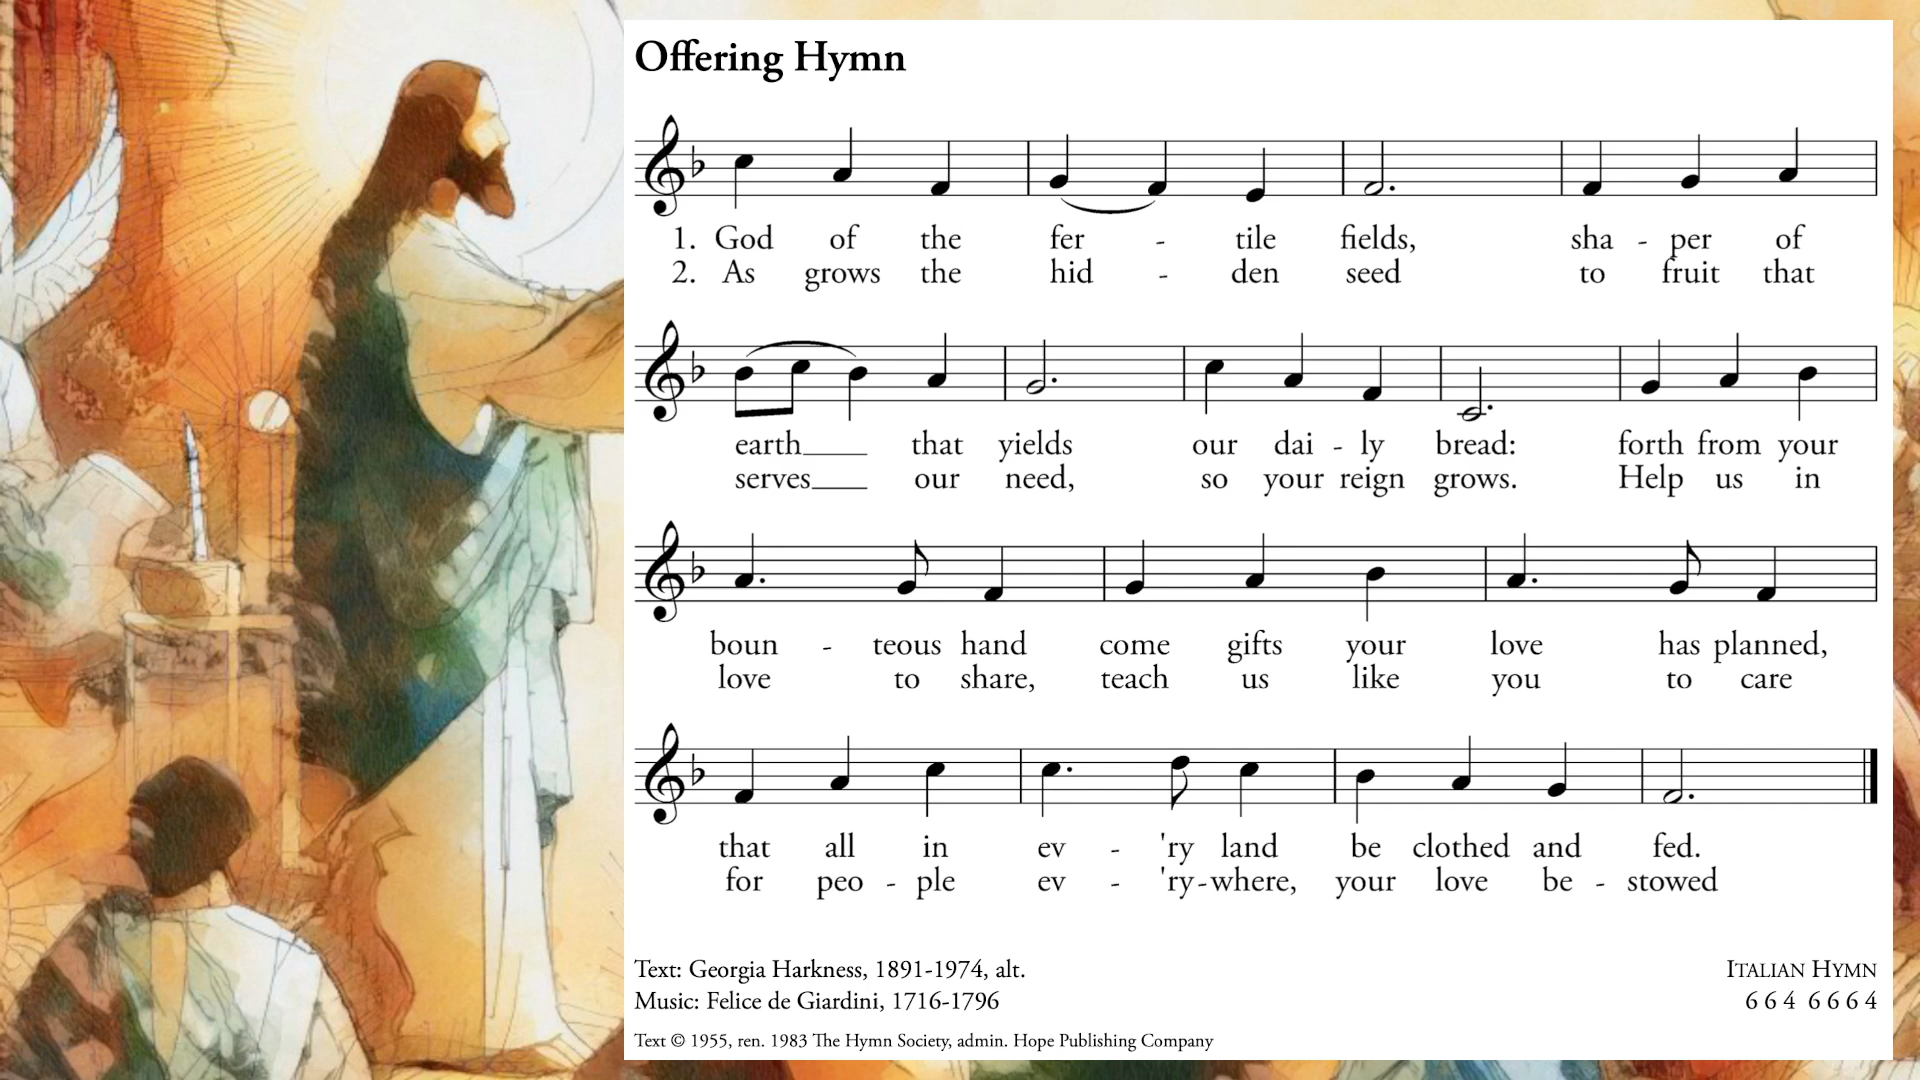 Offering Hymn
1. God of the fer - tile fields, sha - per of
2. As grows the hid - den seed to fruit that
earth___ that yields our dai - ly bread: forth from your
serves___ our need, so your reign grows. Help us in
boun - teous hand come gifts your love has planned,
love to share, teach us like you to care
that all in ev - 'ry land be clothed and fed.
for peo - ple ev - 'ry - where, your love be - stowed
Text: Georgia Harkness, 1891-1974, alt.
Music: Felice de Giardini, 1716-1796
ITALIAN HYMN
6 6 4 6 6 6 4
Text © 1955, ren. 1983 The Hymn Society, admin. Hope Publishing Company